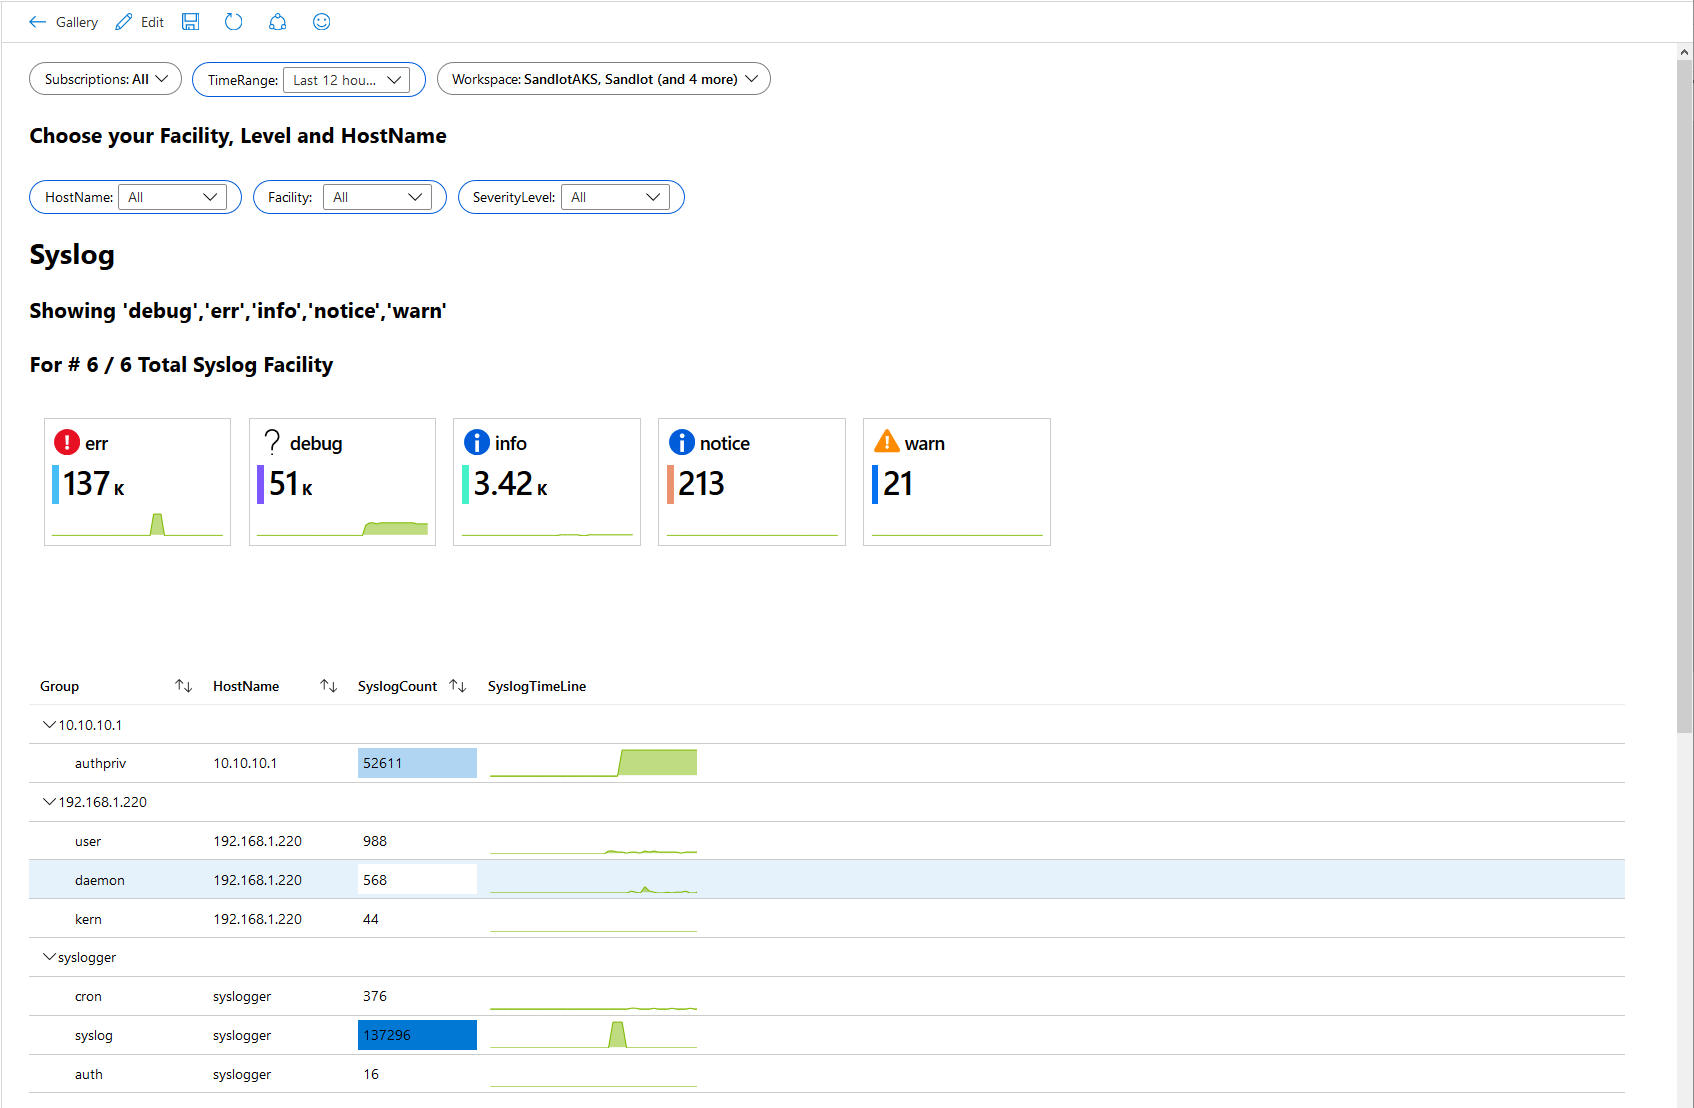 Gallery Edit
Subscriptions: All TimeRange: Last 12 hou... Workspace: SandlotAKS, Sandlot (and 4 more)
Choose your Facility, Level and HostName
HostName: All Facility: All SeverityLevel: All
Syslog
Showing 'debug','err','info','notice','warn'
For # 6 / 6 Total Syslog Facility
err debug info notice warn
137 K 51 K 3.42 K 213 21
Group HostName SyslogCount SyslogTimeLine
10.10.10.1
authpriv 10.10.10.1 52611
192.168.1.220
user 192.168.1.220 988
daemon 192.168.1.220 568
kern 192.168.1.220 44
syslogger
cron syslogger 376
syslog syslogger 137296
auth syslogger 16